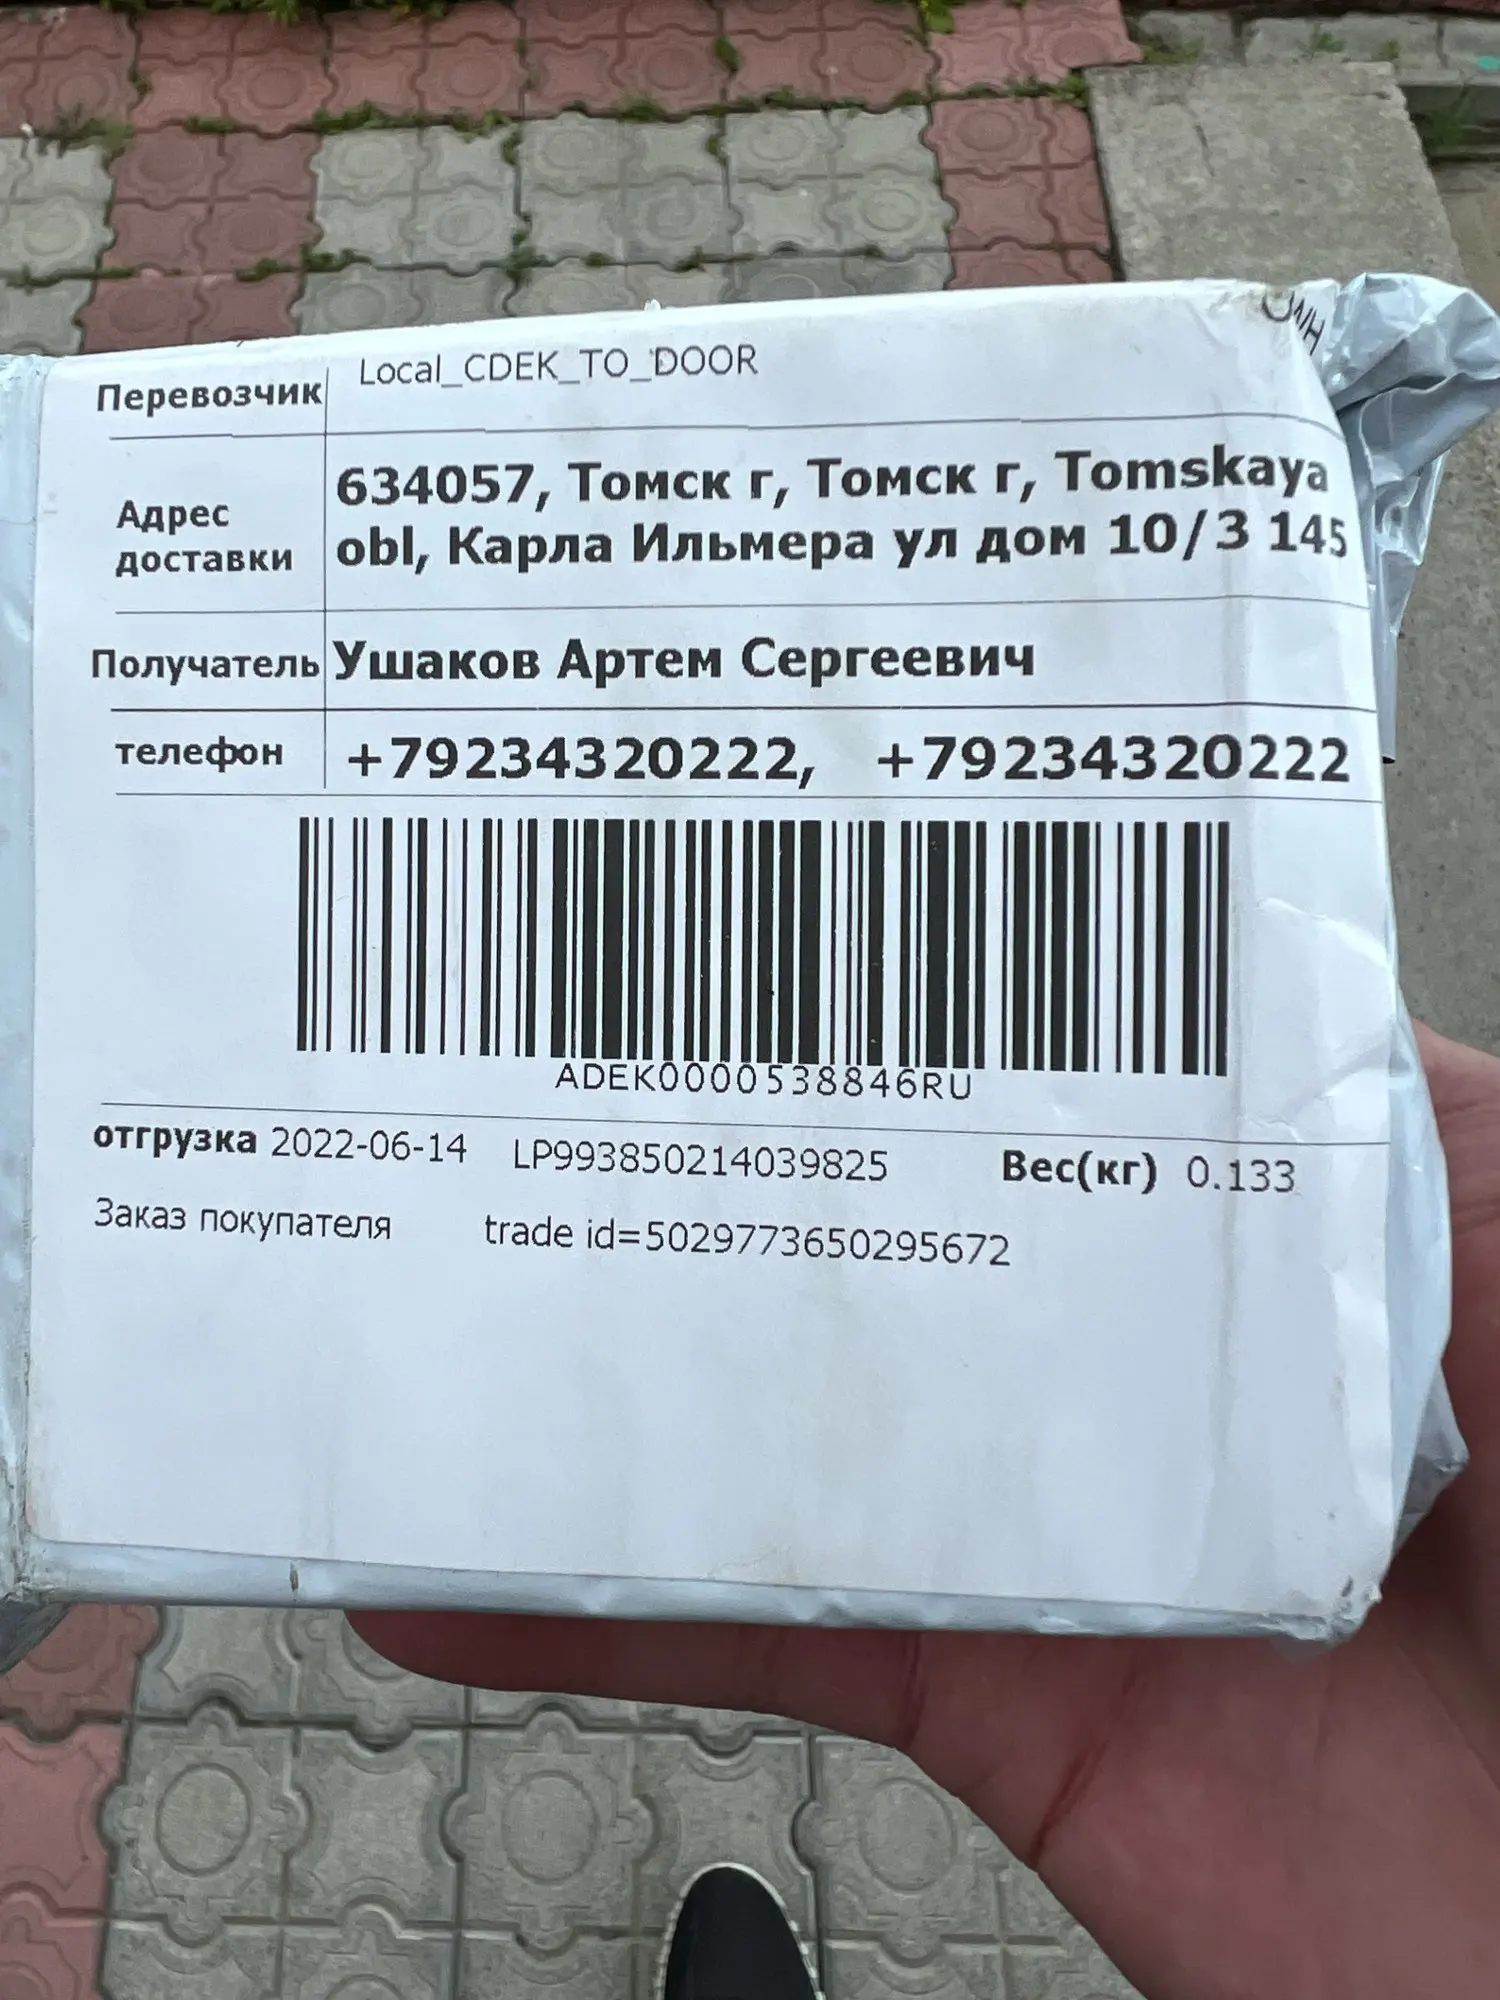 Перевозчик Local_CDEK_TO_DOOR
Адрес доставки
634057, Томск г, Томск г, Tomskaya
obl, Карла Ильмера ул дом 10/3 145
Получатель Ушаков Артем Сергеевич
телефон +79234320222, +79234320222
ADEK0000538846RU
отгрузка 2022-06-14 LP993850214039825 Вес(кг) 0.133
Заказ покупателя trade id=5029773650295672